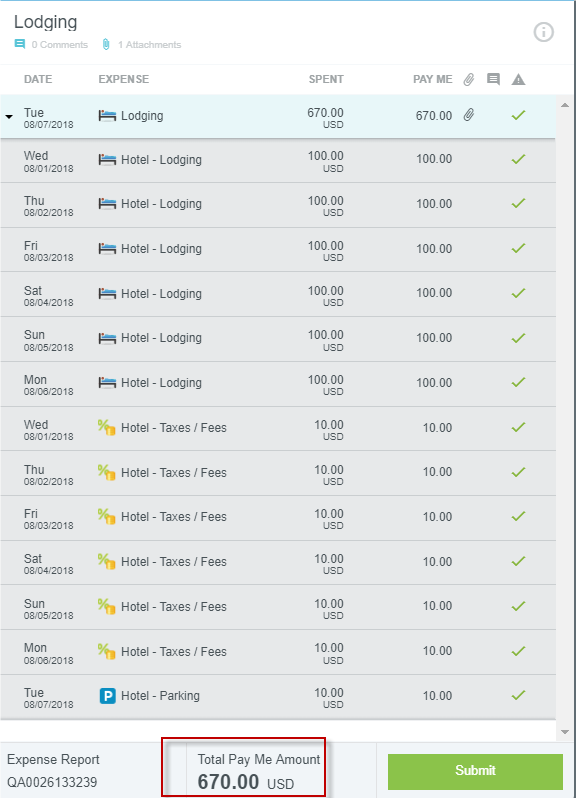 Lodging
0 Comments 1 Attachments
DATE EXPENSE SPENT PAY ME
Tue Lodging 670.00 670.00
08/07/2018 USD
Wed Hotel - Lodging 100.00 100.00
08/01/2018 USD
Thu Hotel - Lodging 100.00 100.00
08/02/2018 USD
Fri Hotel - Lodging 100.00 100.00
08/03/2018 USD
Sat Hotel - Lodging 100.00 100.00
08/04/2018 USD
Sun Hotel - Lodging 100.00 100.00
08/05/2018 USD
Mon Hotel - Lodging 100.00 100.00
08/06/2018 USD
Wed Hotel - Taxes / Fees 10.00 10.00
08/01/2018 USD
Thu Hotel - Taxes / Fees 10.00 10.00
08/02/2018 USD
Fri Hotel - Taxes / Fees 10.00 10.00
08/03/2018 USD
Sat Hotel - Taxes / Fees 10.00 10.00
08/04/2018 USD
Sun Hotel - Taxes / Fees 10.00 10.00
08/05/2018 USD
Mon Hotel - Taxes / Fees 10.00 10.00
08/06/2018 USD
Tue P Hotel - Parking 10.00 10.00
08/07/2018 USD
Expense Report Total Pay Me Amount
QA0026133239 670.00 USD
Submit